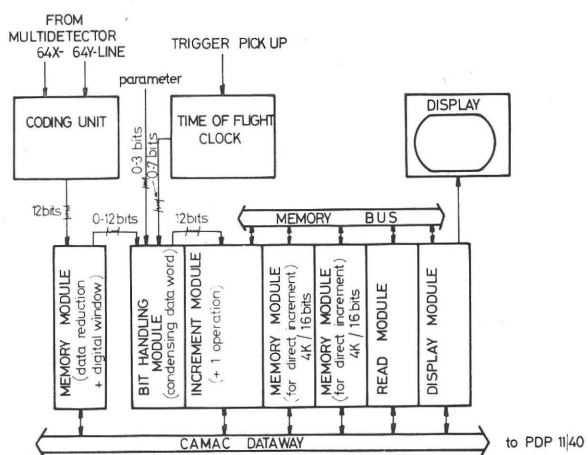 FROM
MULTIDETECTOR
64X- 64Y-LINE
TRIGGER PICK UP
parameter
CODING UNIT
TIME OF FLIGHT
CLOCK
DISPLAY
0-3 bits
0-7 bits
12bits
0-12bits
12bits
MEMORY BUS
MEMORY MODULE
(data reduction
+ digital window)
BIT HANDLING
MODULE
(condensing data word)
INCREMENT MODULE
(+ 1 operation)
MEMORY MODULE
(for direct increment)
4K / 16 bits
MEMORY MODULE
(for direct increment)
4K / 16 bits
READ MODULE
DISPLAY MODULE
CAMAC DATAWAY
to PDP 11|40